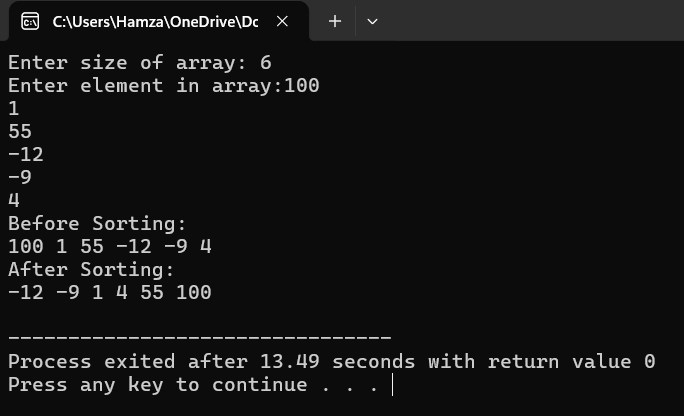 C:\Users\Hamza\OneDrive\Dc
Enter size of array: 6
Enter element in array:100
1
55
-12
-9
4
Before Sorting:
100 1 55 -12 -9 4
After Sorting:
-12 -9 1 4 55 100
--------------------------------
Process exited after 13.49 seconds with return value 0
Press any key to continue . . .